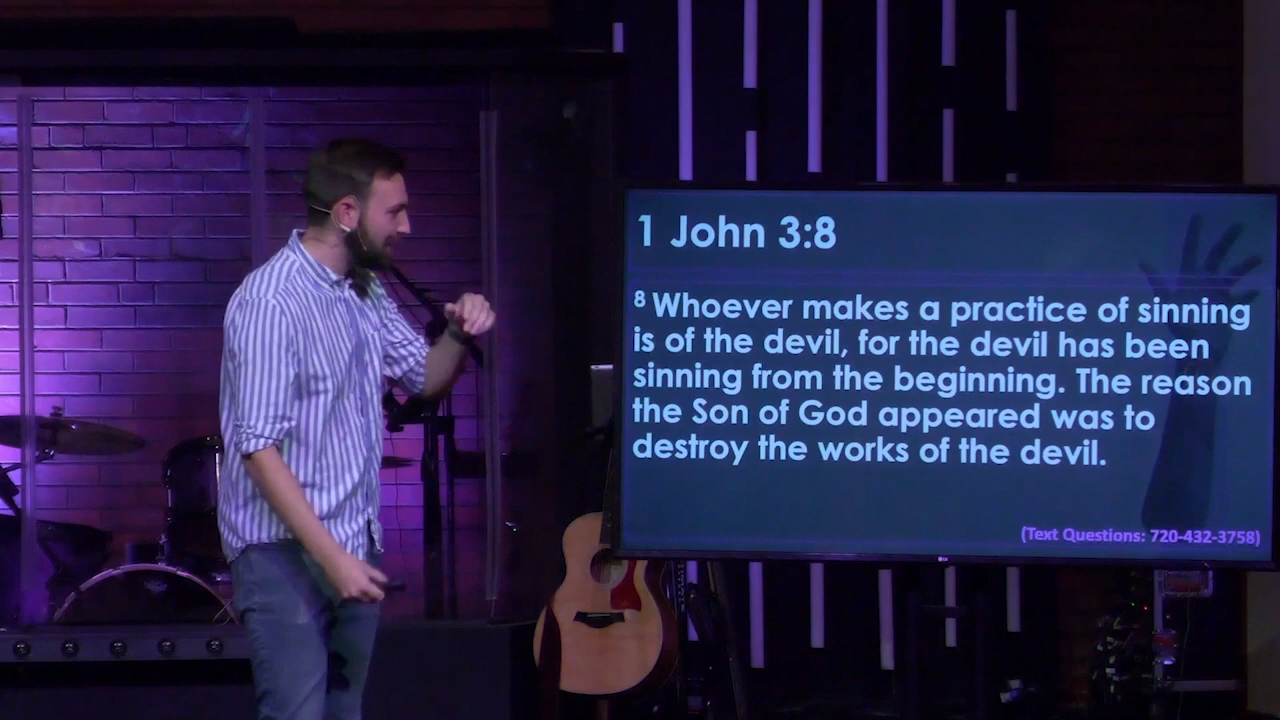 1 John 3:8
8 Whoever makes a practice of sinning
is of the devil, for the devil has been
sinning from the beginning. The reason
the Son of God appeared was to
destroy the works of the devil.
(Text Questions: 720-432-3758)
LG